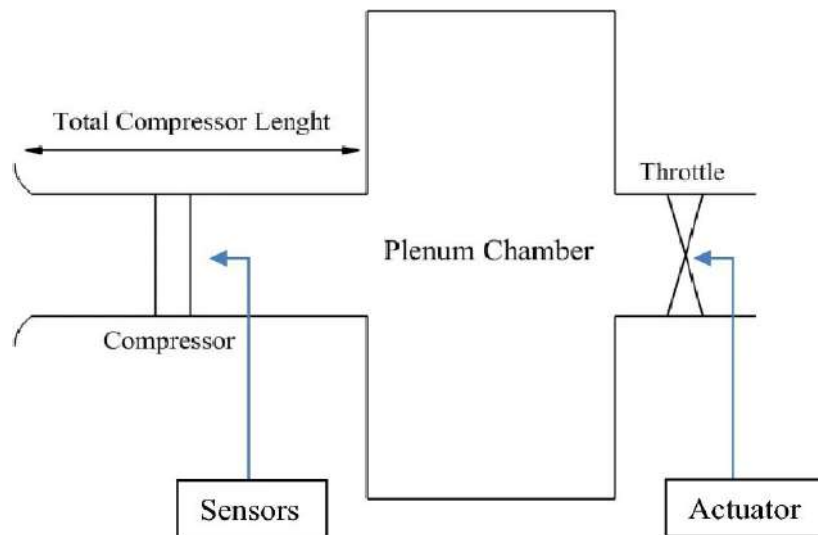 Total Compressor Lenght
Throttle
Plenum Chamber
Compressor
Sensors
Actuator